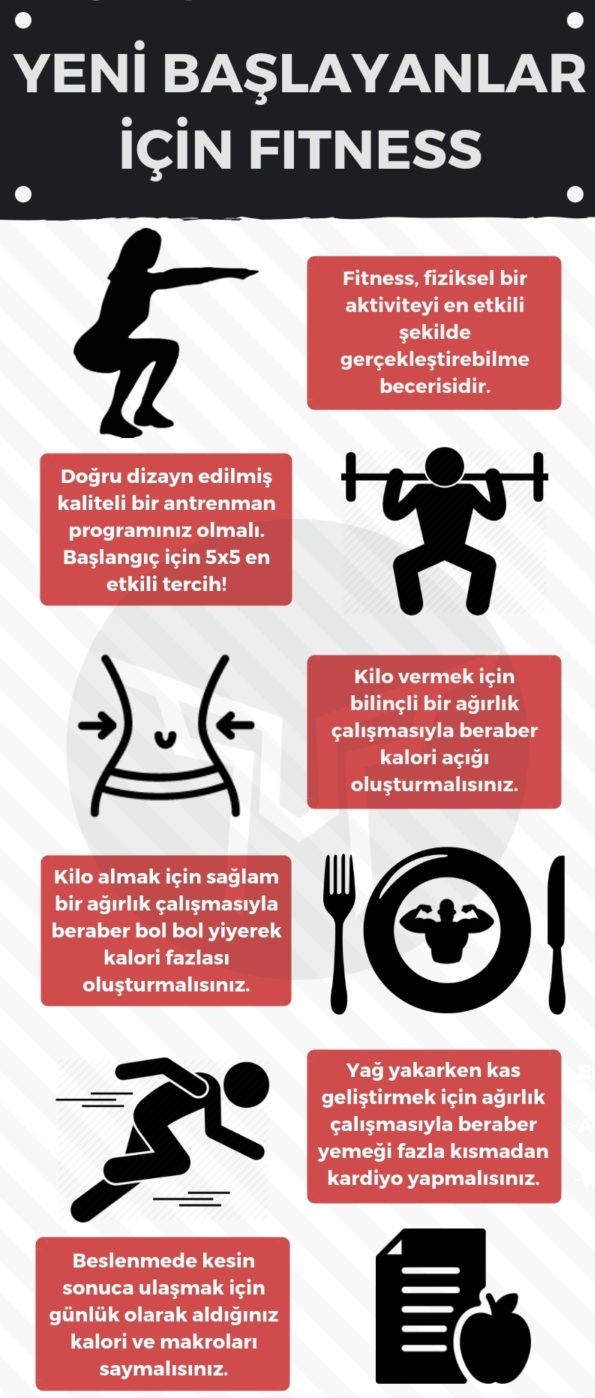 YENİ BAŞLAYANLAR
İÇİN FITNESS
Fitness, fiziksel bir
aktiviteyi en etkili
şekilde
gerçekleştirebilme
becerisidir.
Doğru dizayn edilmiş
kaliteli bir antrenman
programınız olmalı.
Başlangıç için 5x5 en
etkili tercih!
Kilo vermek için
bilinçli bir ağırlık
çalışmasıyla beraber
kalori açığı
oluşturmalısınız.
Kilo almak için sağlam
bir ağırlık çalışmasıyla
beraber bol bol yiyerek
kalori fazlası
oluşturmalısınız.
Yağ yakarken kas
geliştirmek için ağırlık
çalışmasıyla beraber
yemeği fazla kısmadan
kardiyo yapmalısınız.
Beslenmede kesin
sonuca ulaşmak için
günlük olarak aldığınız
kalori ve makroları
saymalısınız.